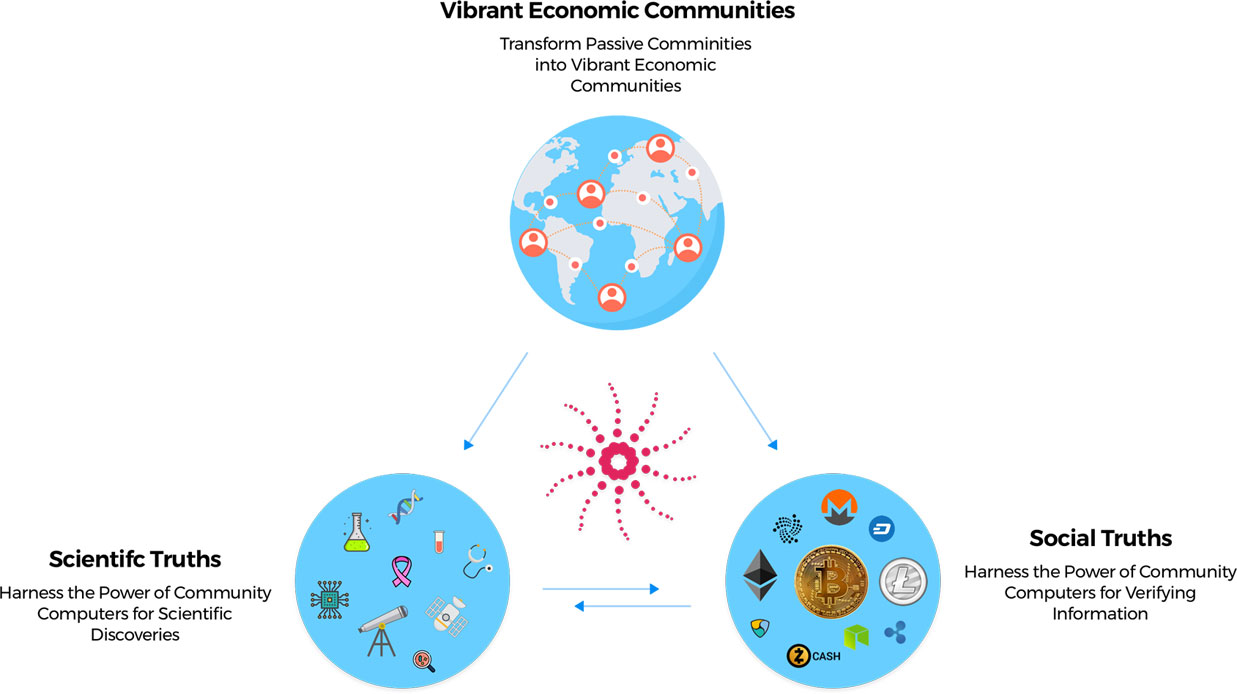 Vibrant Economic Communities
Transform Passive Comminities
into Vibrant Economic
Communities
Scientifc Truths
Harness the Power of Community
Computers for Scientific
Discoveries
Social Truths
Harness the Power of Community
Computers for Verifying
Information
CASH